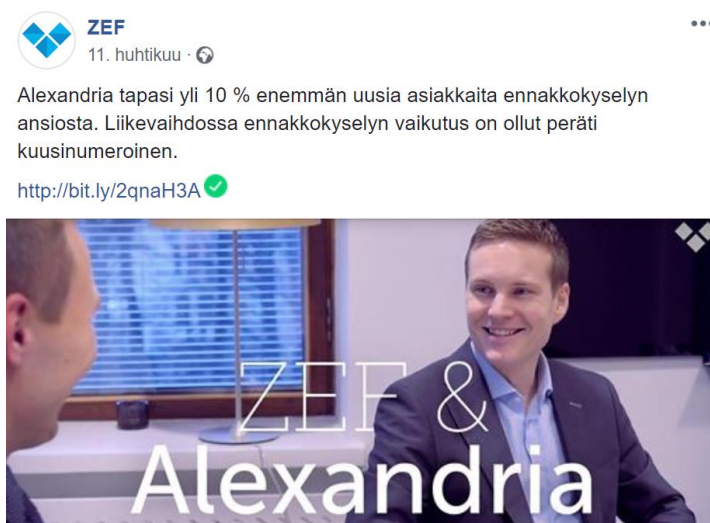 ZEF
11. huhtikuu ·
Alexandria tapasi yli 10 % enemmän uusia asiakkaita ennakkokyselyn
ansiosta. Liikevaihdossa ennakkokyselyn vaikutus on ollut peräti
kuusinumeroinen.
http://bit.ly/2qnaH3A
ZEF &
Alexandria